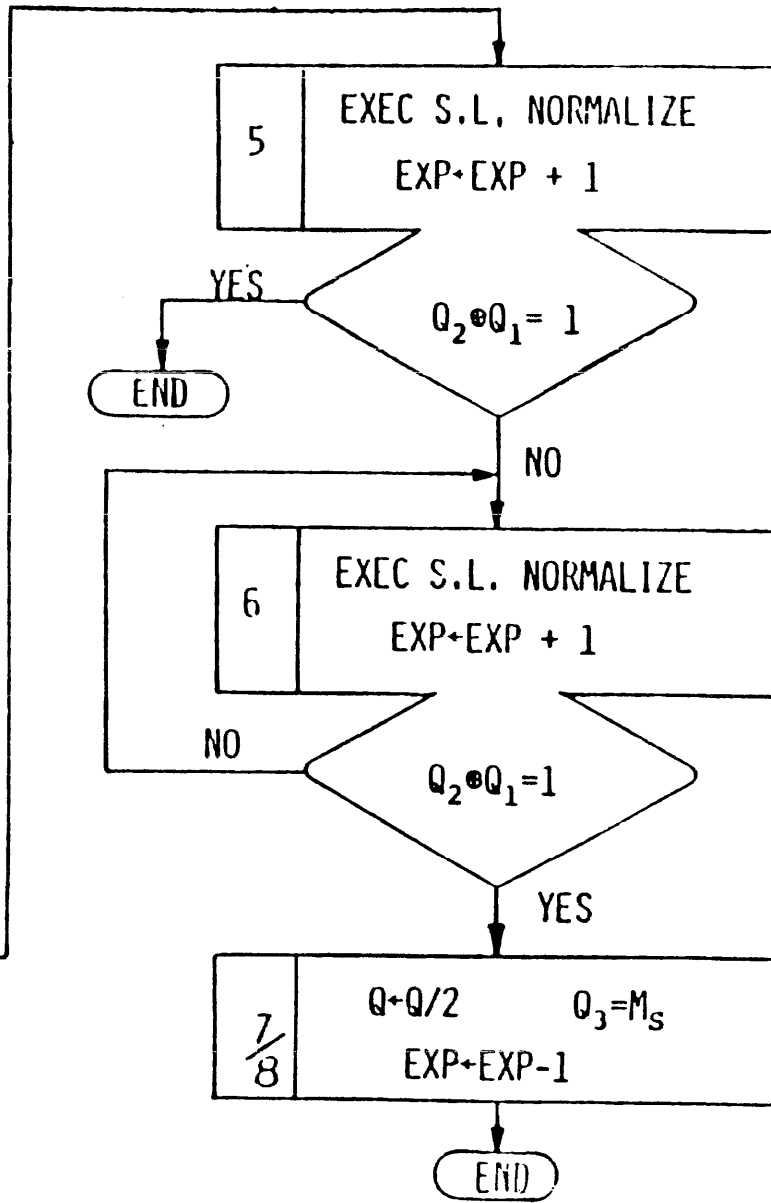 5
EXEC S.L. NORMALIZE
EXP←EXP + 1
YES
Q₂⊕Q₁= 1
END
NO
6
EXEC S.L. NORMALIZE
EXP←EXP + 1
NO
Q₂⊕Q₁=1
YES
7/8
Q←Q/2 Q₃=M_S
EXP←EXP-1
END